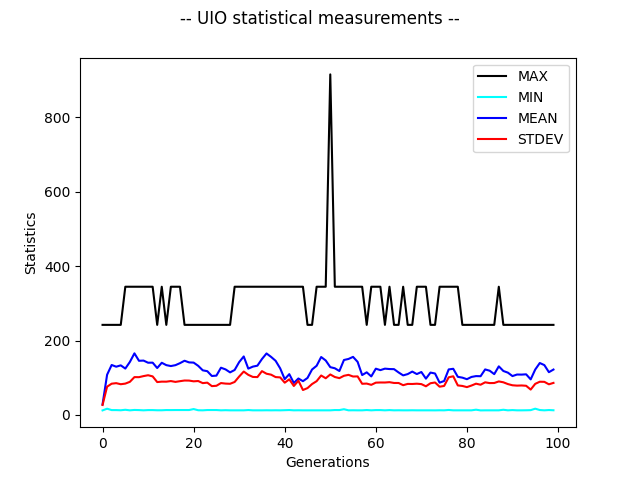 -- UIO statistical measurements --
MAX
MIN
MEAN
STDEV
Statistics
800
600
400
200
0
0 20 40 60 80 100
Generations